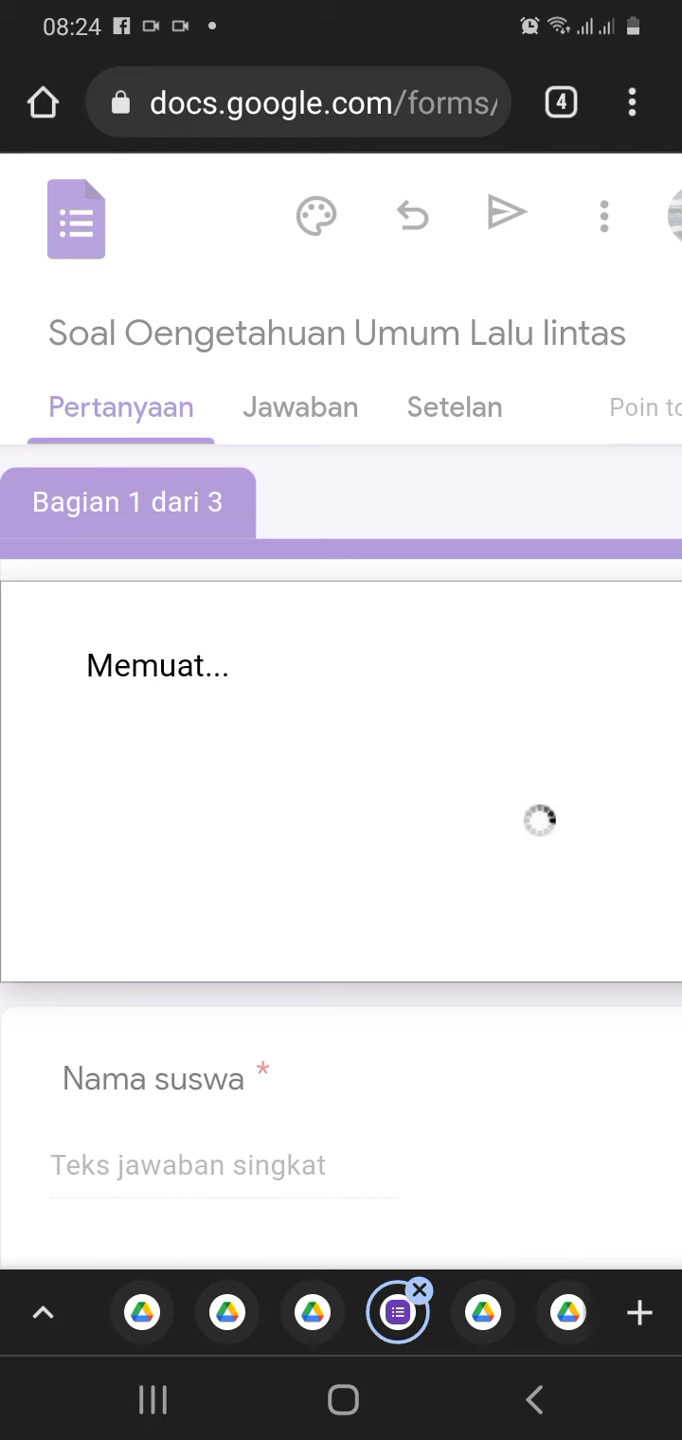 08:24
docs.google.com/forms/
4
Soal Oengetahuan Umum Lalu lintas
Pertanyaan Jawaban Setelan Poin to
Bagian 1 dari 3
Memuat...
Nama suswa *
Teks jawaban singkat